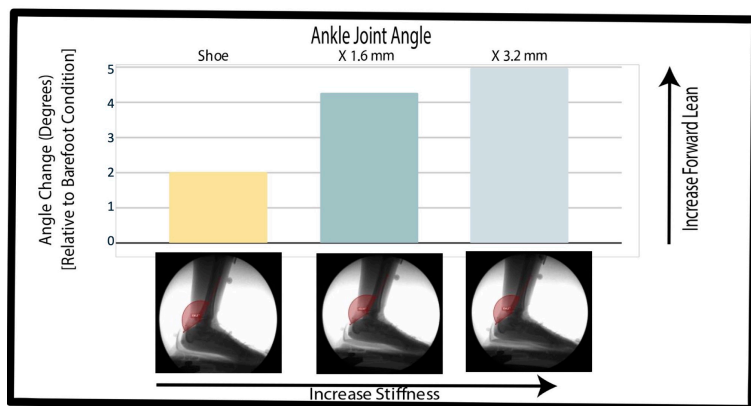 Ankle Joint Angle
Shoe
X 1.6 mm
X 3.2 mm
Angle Change (Degrees)
[Relative to Barefoot Condition]
5
4
3
2
1
0
Increase Forward Lean
Increase Stiffness